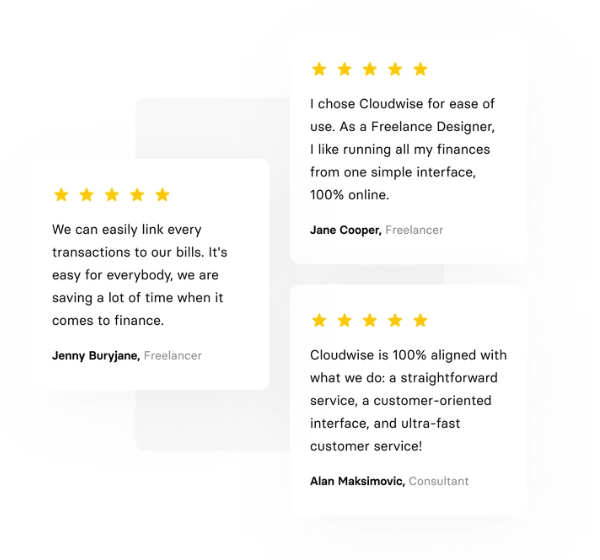 We can easily link every
transactions to our bills. It's
easy for everybody, we are
saving a lot of time when it
comes to finance.
Jenny Buryjane, Freelancer
I chose Cloudwise for ease of
use. As a Freelance Designer,
I like running all my finances
from one simple interface,
100% online.
Jane Cooper, Freelancer
Cloudwise is 100% aligned with
what we do: a straightforward
service, a customer-oriented
interface, and ultra-fast
customer service!
Alan Maksimovic, Consultant